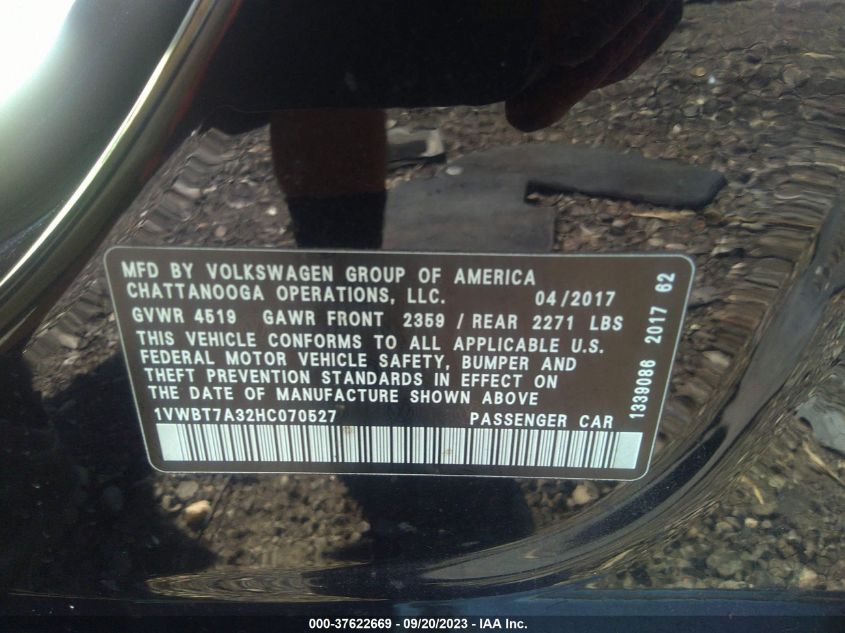 MFD BY VOLKSWAGEN GROUP OF AMERICA
CHATTANOOGA OPERATIONS, LLC. 04/2017
GVWR 4519 GAWR FRONT 2359 / REAR 2271 LBS
THIS VEHICLE CONFORMS TO ALL APPLICABLE U.S.
FEDERAL MOTOR VEHICLE SAFETY, BUMPER AND
THEFT PREVENTION STANDARDS IN EFFECT ON
THE DATE OF MANUFACTURE SHOWN ABOVE
1VWBT7A32HC070527 PASSENGER CAR
1339086 2017 62
000-37622669 - 09/20/2023 - IAA Inc.